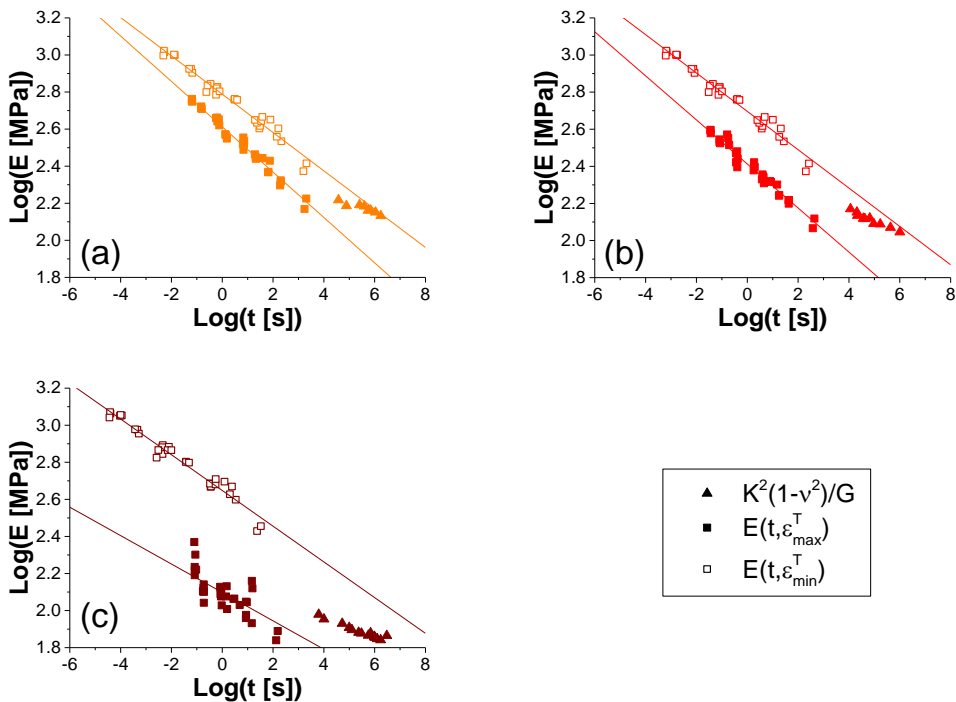 3.2
3.0
2.8
2.6
2.4
2.2
2.0
1.8
Log(E [MPa])
(a)
-6 -4 -2 0 2 4 6 8
Log(t [s])
3.2
3.0
2.8
2.6
2.4
2.2
2.0
1.8
Log(E [MPa])
(b)
-6 -4 -2 0 2 4 6 8
Log(t [s])
3.2
3.0
2.8
2.6
2.4
2.2
2.0
1.8
Log(E [MPa])
(c)
-6 -4 -2 0 2 4 6 8
Log(t [s])
K²(1-ν²)/G
E(t,ε^T_max)
E(t,ε^T_min)